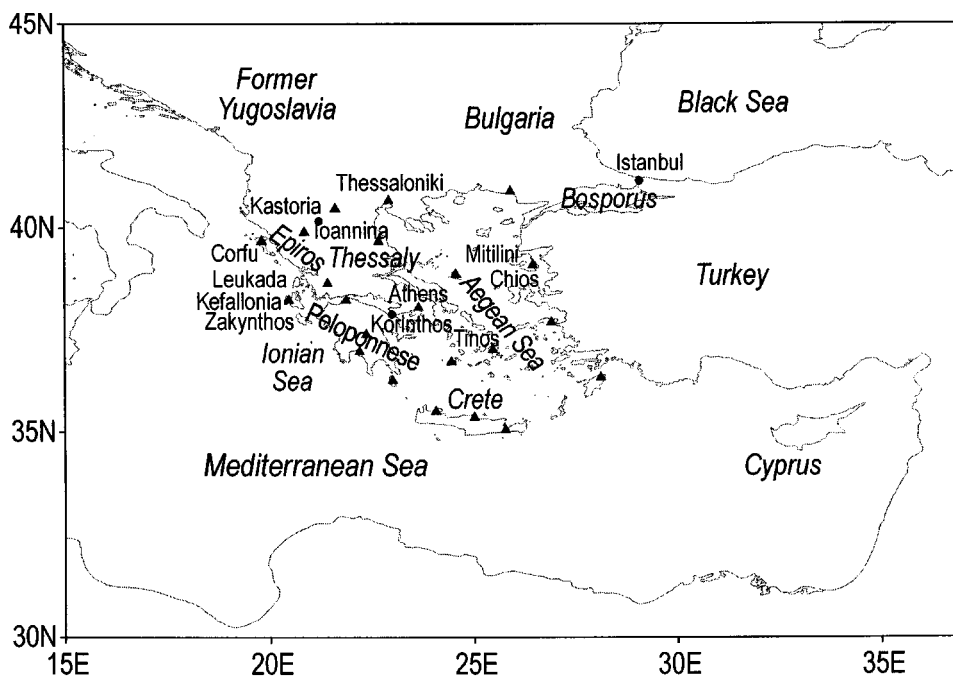 45N
Former
Yugoslavia
Bulgaria
Black Sea
Istanbul
Thessaloniki
Bosporus
40N
Kastoria
Ioannina
Corfu
Epiros
Thessaly
Mitilini
Turkey
Leukada
Chios
Kefallonia
Athens
Aegean Sea
Zakynthos
Peloponnese
Korinthos
Tinos
Ionian
Sea
Crete
35N
Mediterranean Sea
Cyprus
30N
15E
20E
25E
30E
35E